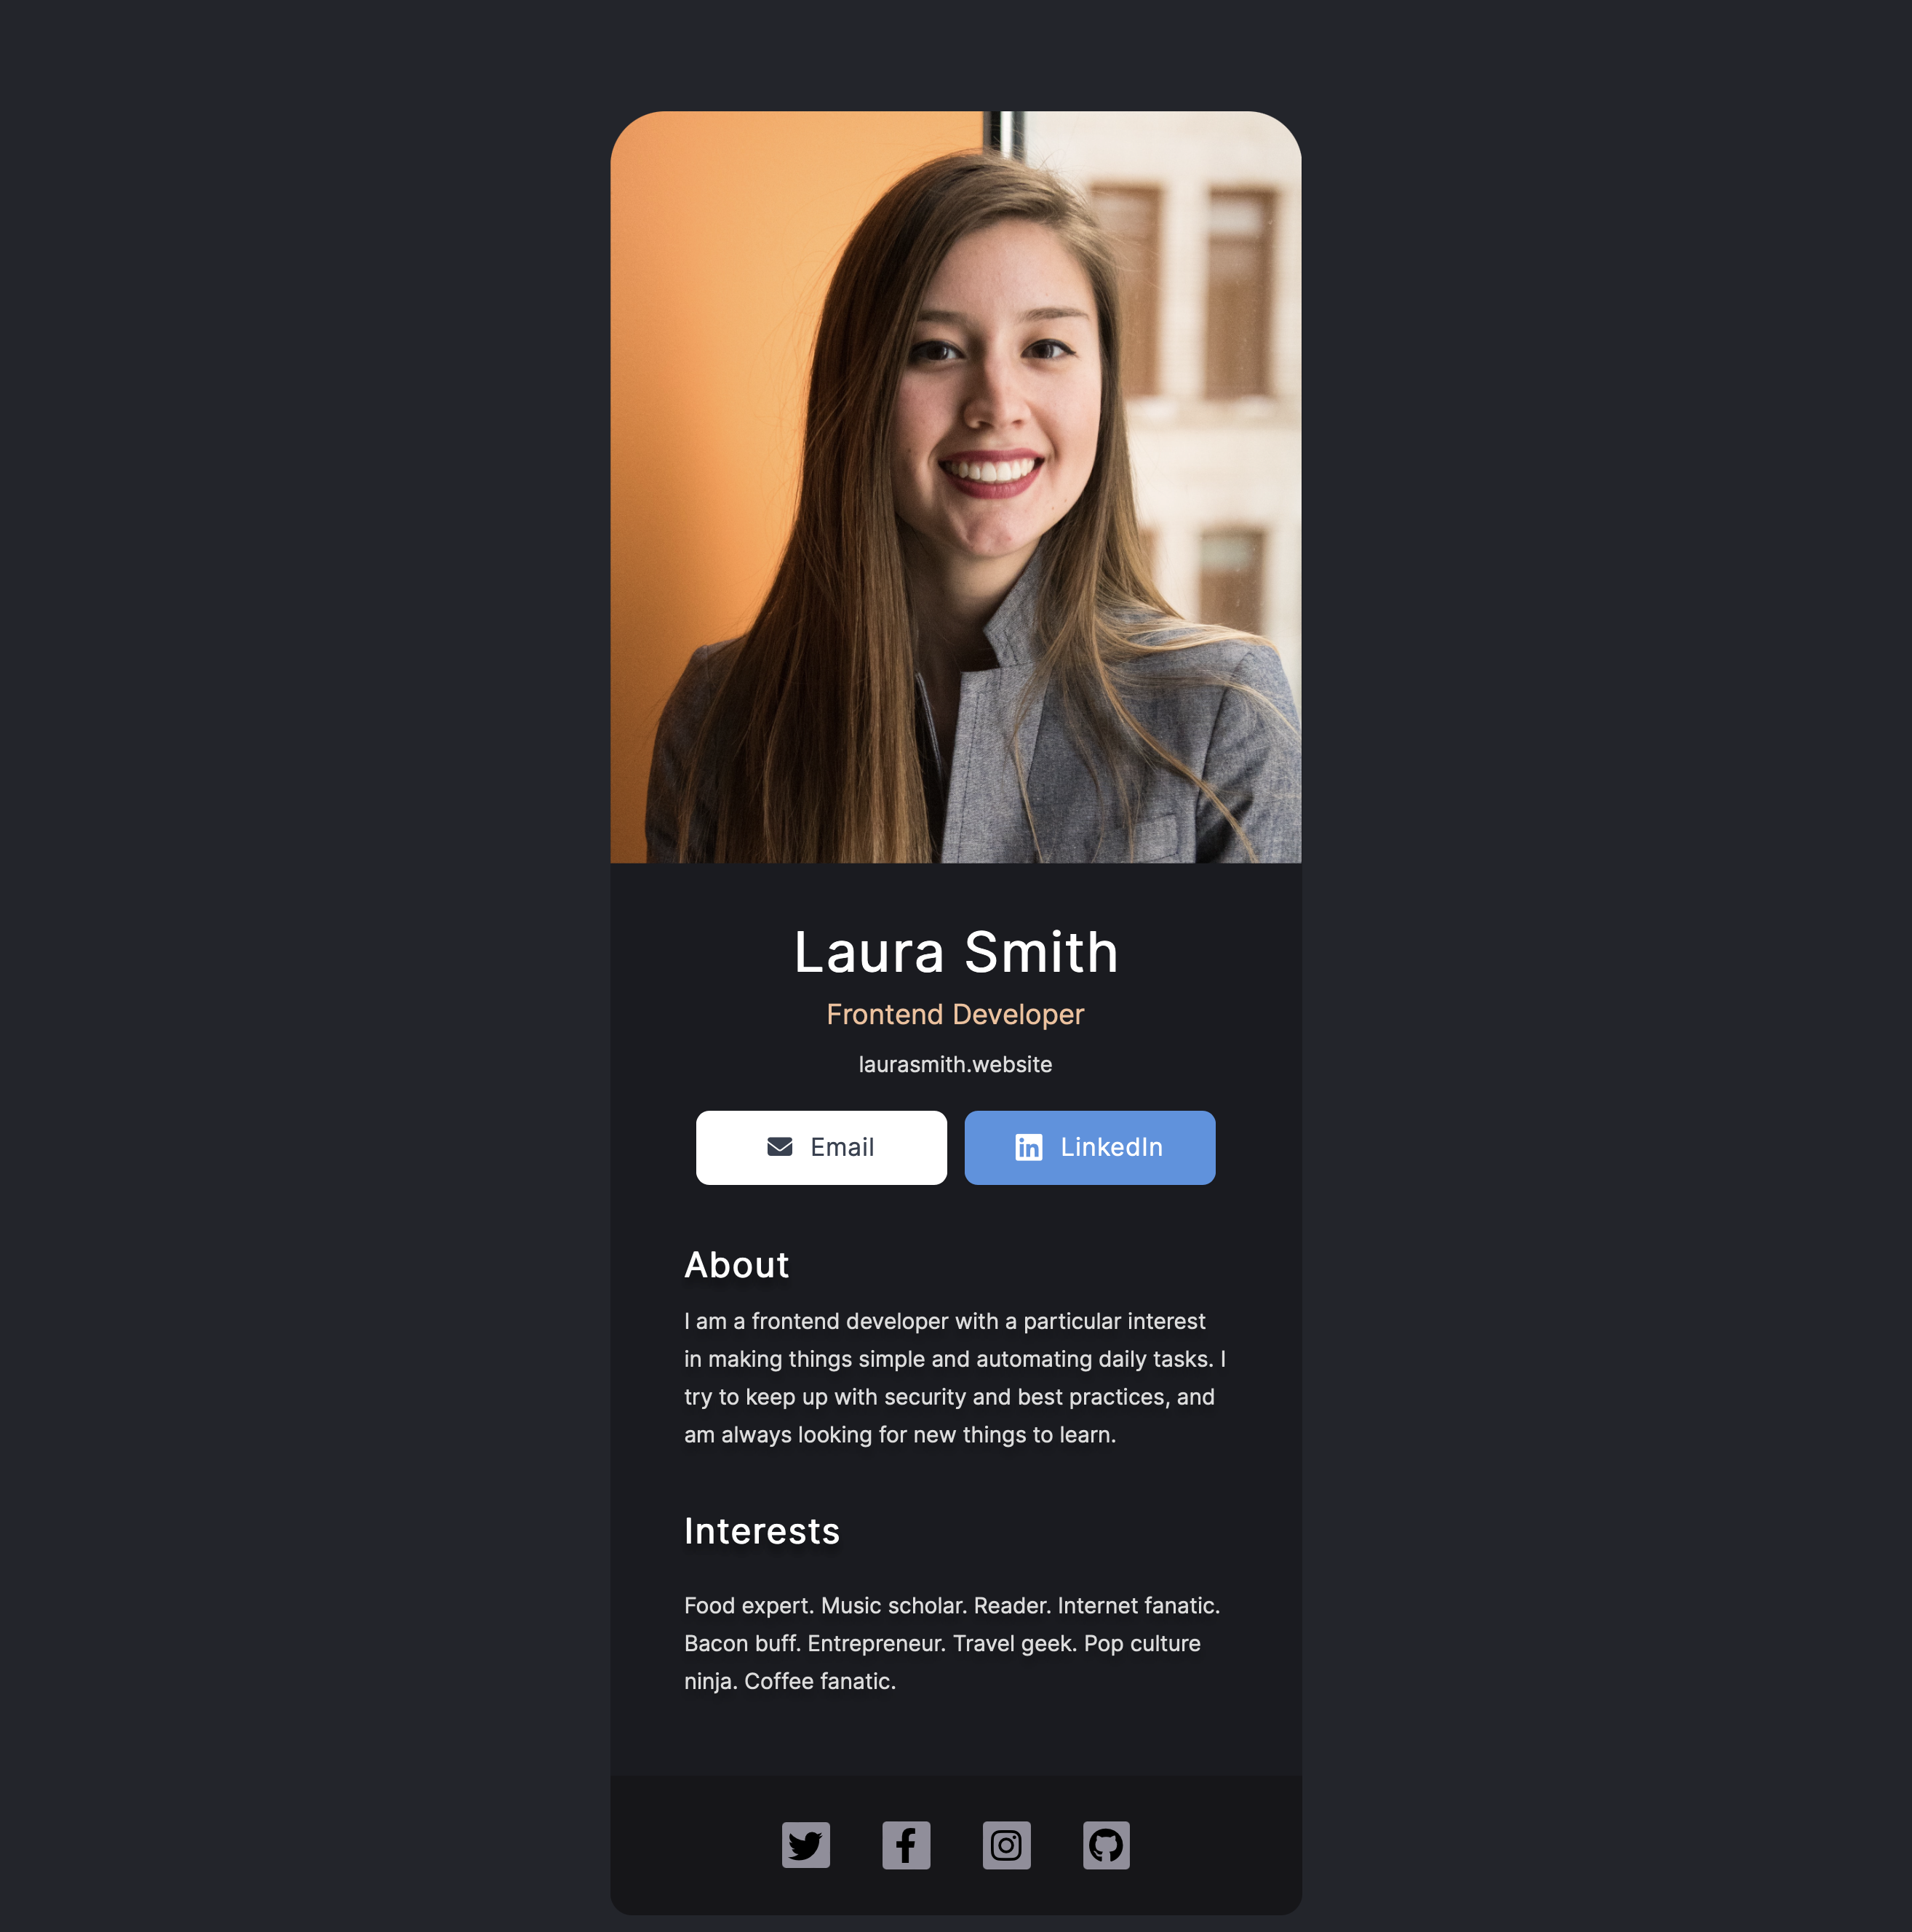 Laura Smith
Frontend Developer
laurasmith.website
Email
LinkedIn
About
I am a frontend developer with a particular interest
in making things simple and automating daily tasks. I
try to keep up with security and best practices, and
am always looking for new things to learn.
Interests
Food expert. Music scholar. Reader. Internet fanatic.
Bacon buff. Entrepreneur. Travel geek. Pop culture
ninja. Coffee fanatic.